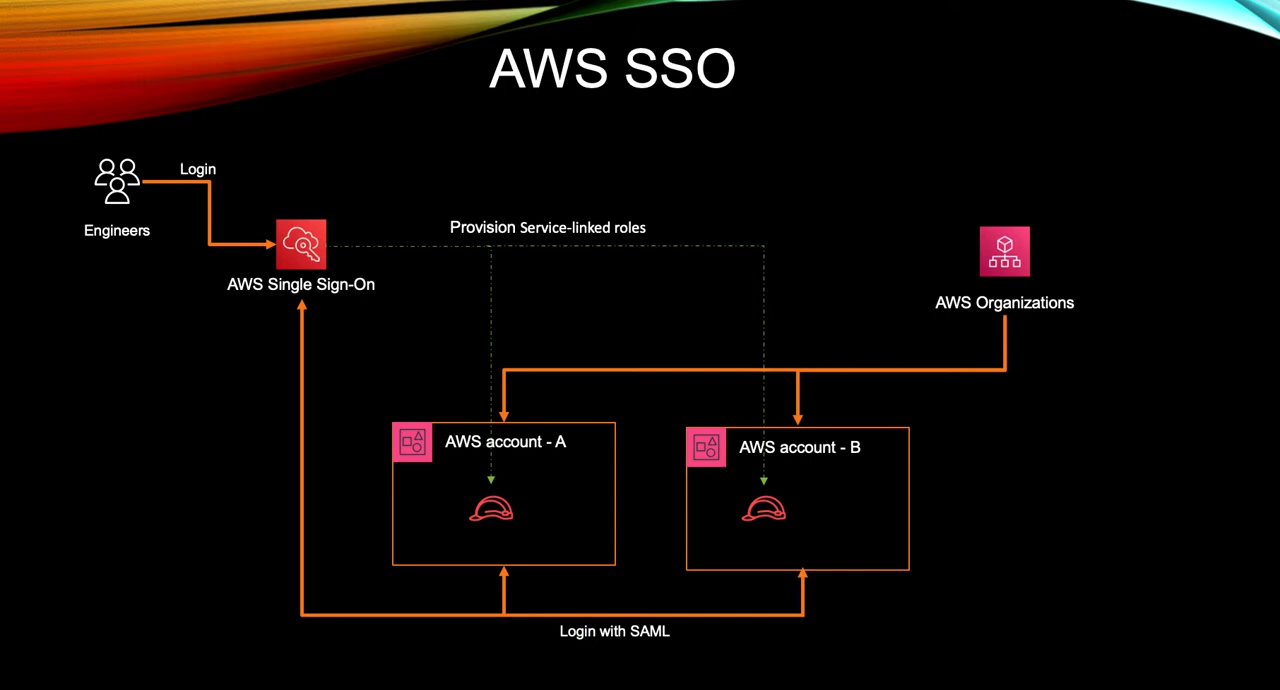 AWS SSO
Login
Engineers
Provision Service-linked roles
AWS Single Sign-On
AWS Organizations
AWS account - A
AWS account - B
Login with SAML